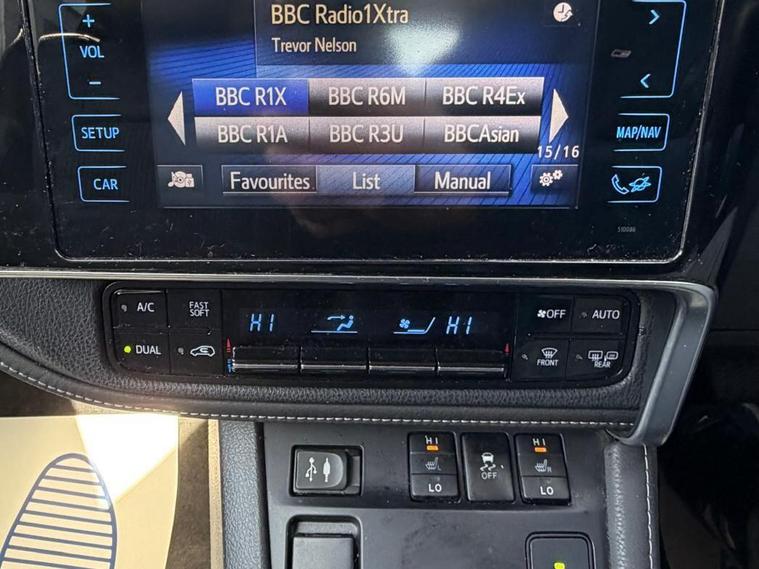 BBC Radio1Xtra
Trevor Nelson
+
VOL
−
SETUP
CAR
BBC R1X BBC R6M BBC R4Ex
BBC R1A BBC R3U BBCAsian
15/16
Favourites List Manual
MAP/NAV
510086
A/C
FAST
SOFT
DUAL
HI
HI
OFF
AUTO
FRONT
REAR
HI
LO
OFF
HI
R
LO